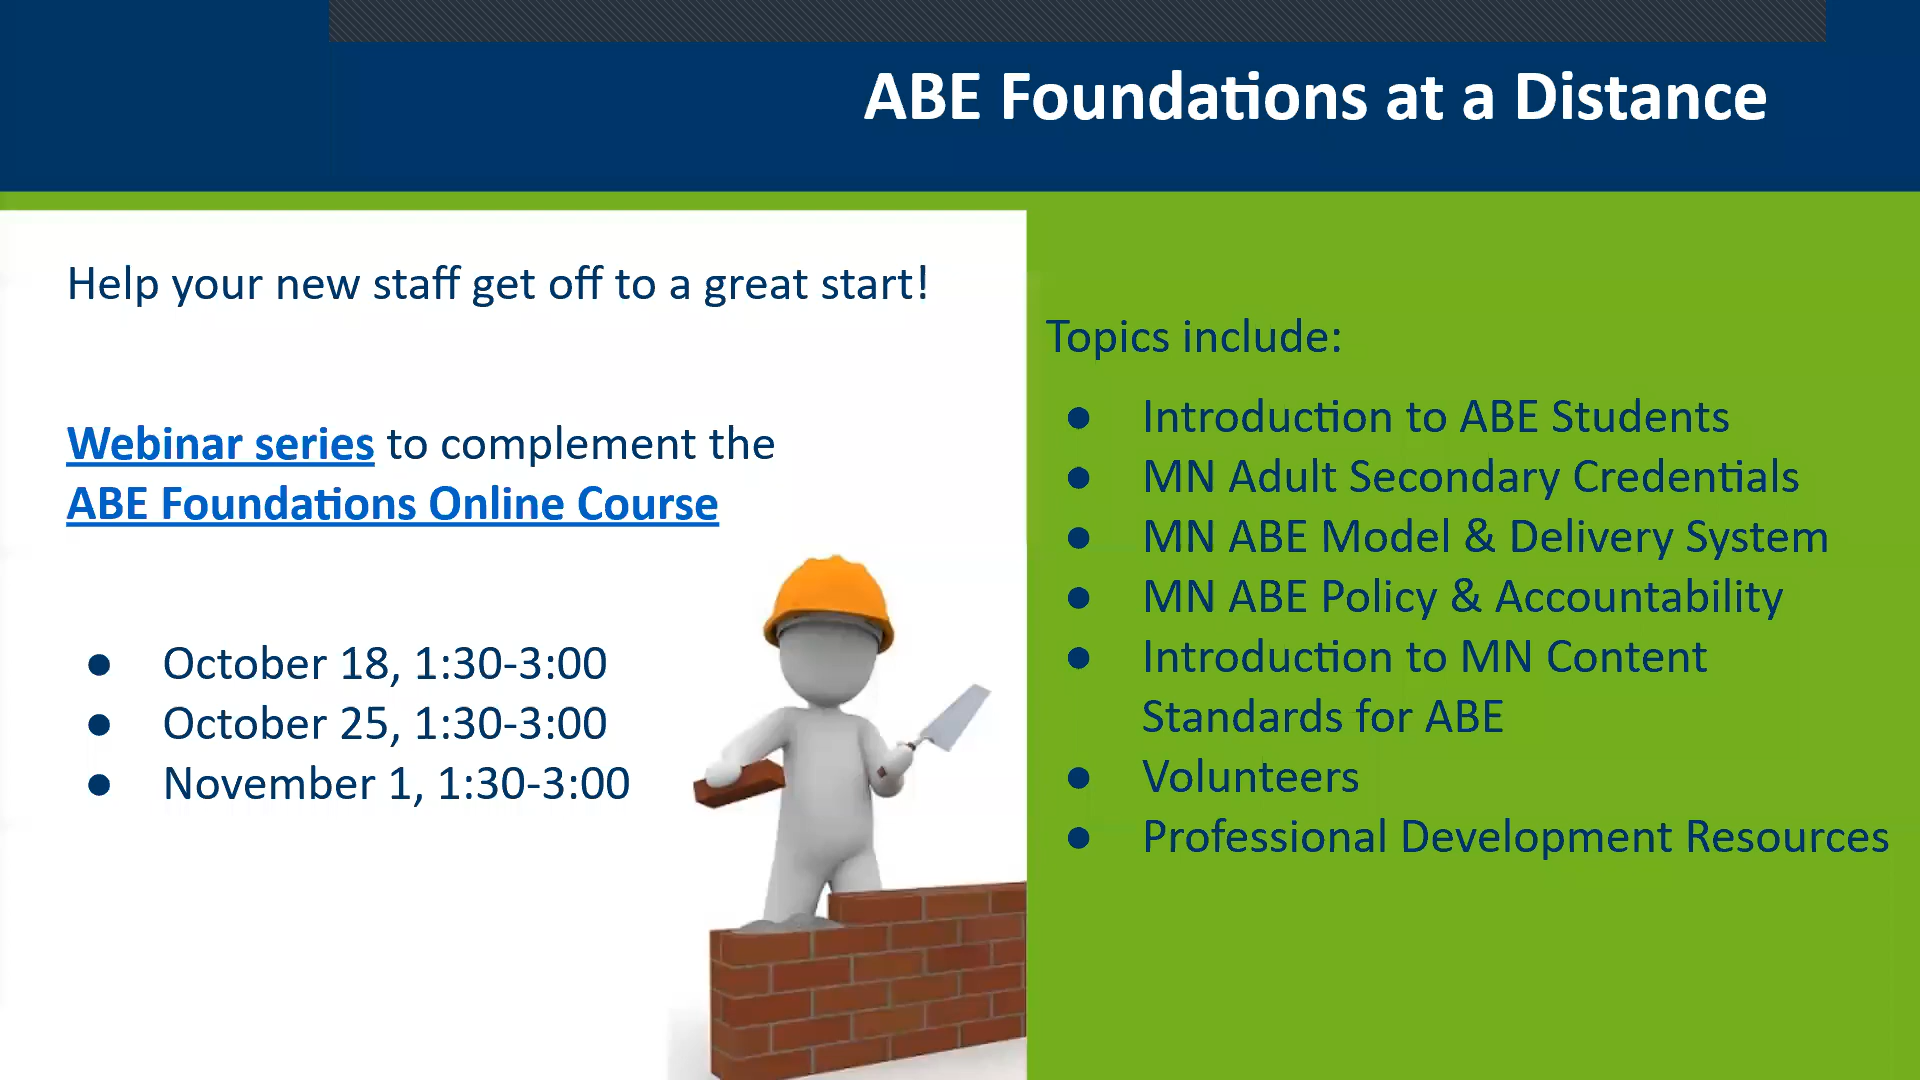 ABE Foundations at a Distance
Help your new staff get off to a great start!
Webinar series to complement the
ABE Foundations Online Course
● October 18, 1:30-3:00
● October 25, 1:30-3:00
● November 1, 1:30-3:00
Topics include:
● Introduction to ABE Students
● MN Adult Secondary Credentials
● MN ABE Model & Delivery System
● MN ABE Policy & Accountability
● Introduction to MN Content
Standards for ABE
● Volunteers
● Professional Development Resources